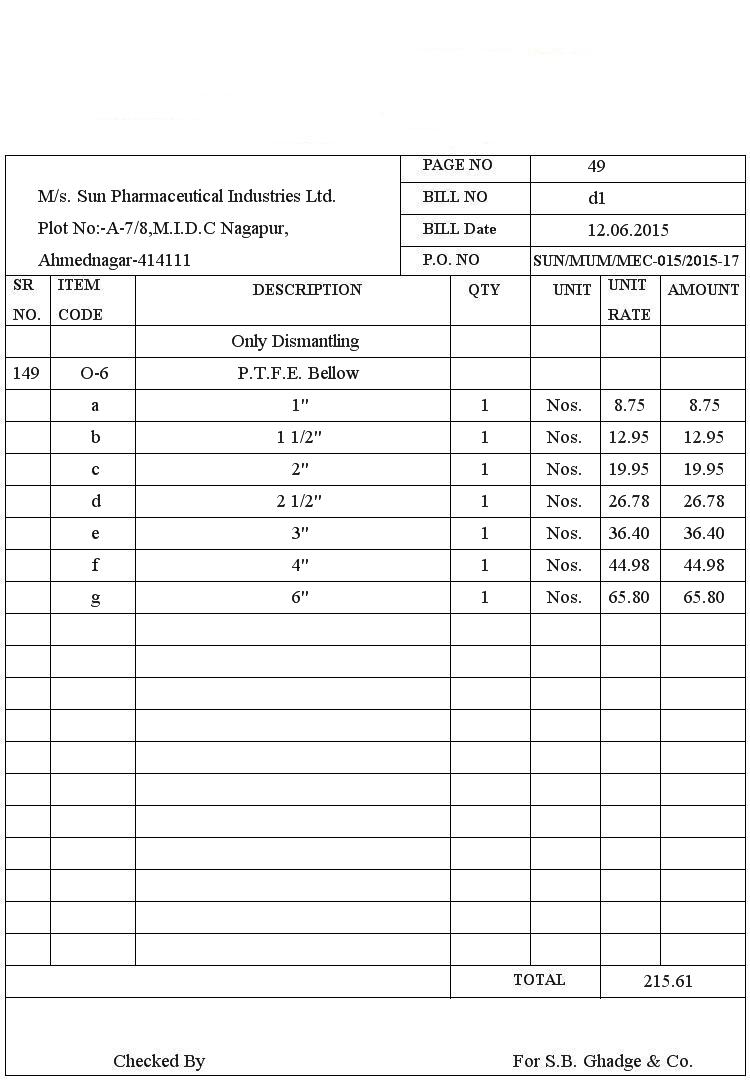 M/s. Sun Pharmaceutical Industries Ltd.
Plot No:-A-7/8,M.I.D.C Nagapur,
Ahmednagar-414111
PAGE NO 49
BILL NO d1
BILL Date 12.06.2015
P.O. NO SUN/MUM/MEC-015/2015-17
SR NO. ITEM CODE DESCRIPTION QTY UNIT UNIT RATE AMOUNT
Only Dismantling
149 O-6 P.T.F.E. Bellow
a 1" 1 Nos. 8.75 8.75
b 1 1/2" 1 Nos. 12.95 12.95
c 2" 1 Nos. 19.95 19.95
d 2 1/2" 1 Nos. 26.78 26.78
e 3" 1 Nos. 36.40 36.40
f 4" 1 Nos. 44.98 44.98
g 6" 1 Nos. 65.80 65.80
TOTAL 215.61
Checked By For S.B. Ghadge & Co.